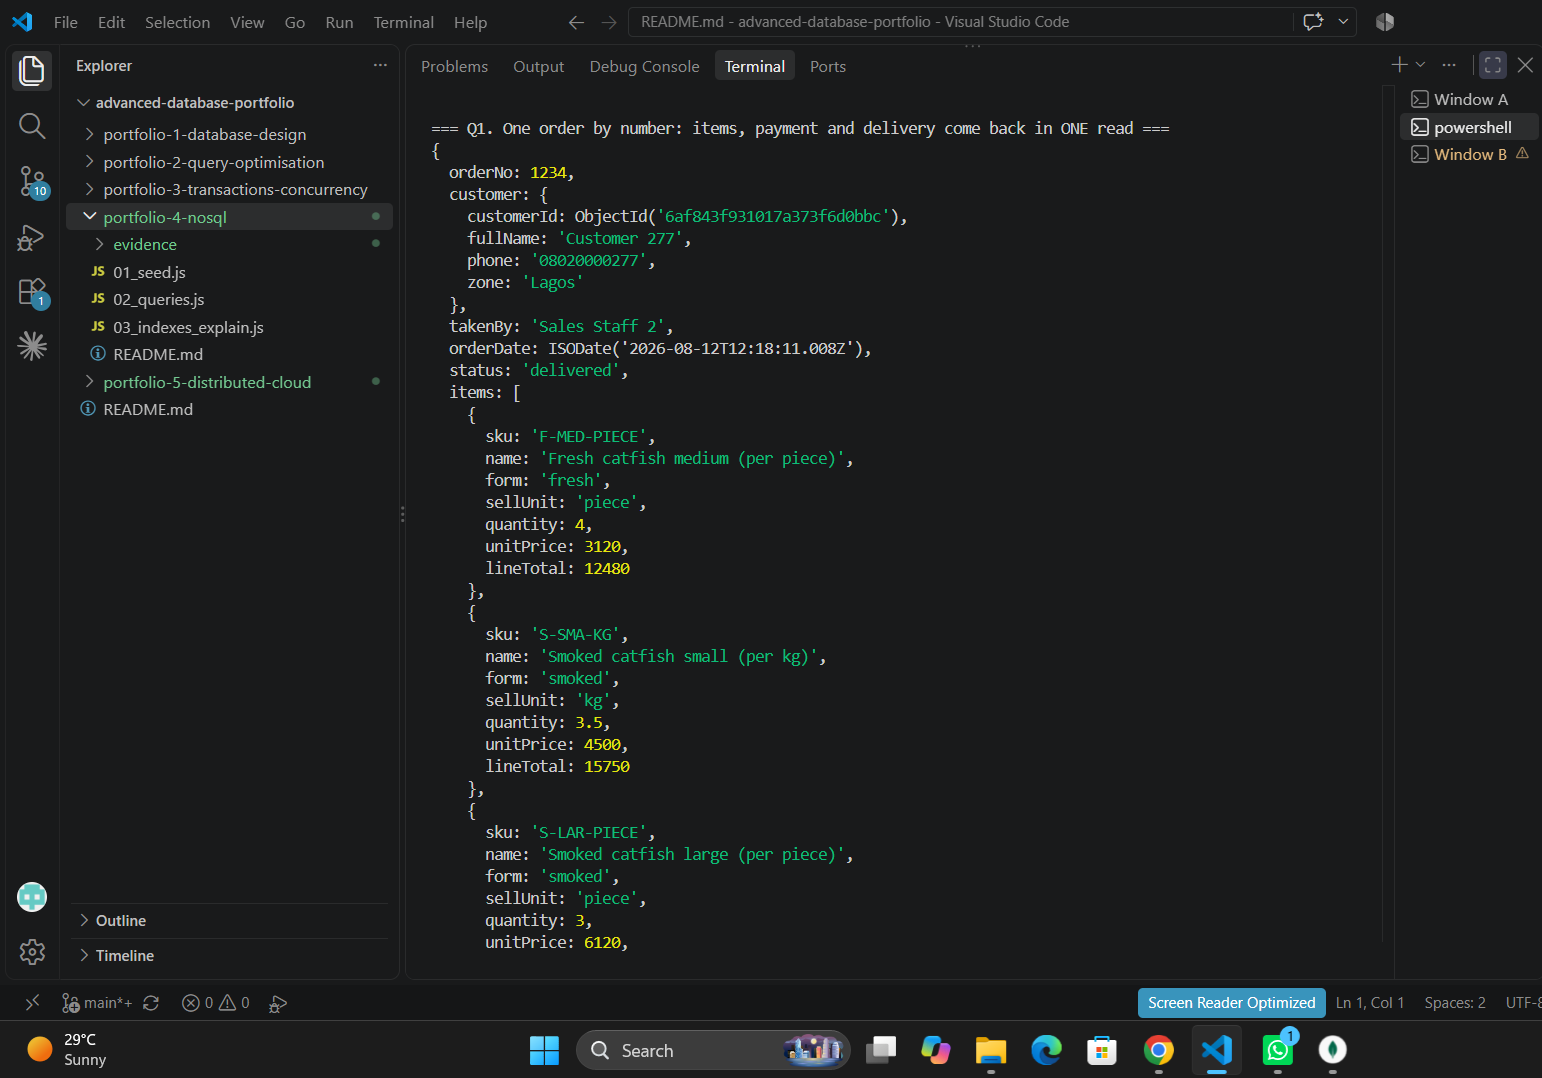 File Edit Selection View Go Run Terminal Help
README.md - advanced-database-portfolio - Visual Studio Code
Explorer
advanced-database-portfolio
portfolio-1-database-design
portfolio-2-query-optimisation
portfolio-3-transactions-concurrency
portfolio-4-nosql
evidence
JS 01_seed.js
JS 02_queries.js
JS 03_indexes_explain.js
README.md
portfolio-5-distributed-cloud
README.md
10
1
Outline
Timeline
Problems Output Debug Console Terminal Ports
=== Q1. One order by number: items, payment and delivery come back in ONE read ===
{
orderNo: 1234,
customer: {
customerId: ObjectId('6af843f931017a373f6d0bbc'),
fullName: 'Customer 277',
phone: '08020000277',
zone: 'Lagos'
},
takenBy: 'Sales Staff 2',
orderDate: ISODate('2026-08-12T12:18:11.008Z'),
status: 'delivered',
items: [
{
sku: 'F-MED-PIECE',
name: 'Fresh catfish medium (per piece)',
form: 'fresh',
sellUnit: 'piece',
quantity: 4,
unitPrice: 3120,
lineTotal: 12480
},
{
sku: 'S-SMA-KG',
name: 'Smoked catfish small (per kg)',
form: 'smoked',
sellUnit: 'kg',
quantity: 3.5,
unitPrice: 4500,
lineTotal: 15750
},
{
sku: 'S-LAR-PIECE',
name: 'Smoked catfish large (per piece)',
form: 'smoked',
sellUnit: 'piece',
quantity: 3,
unitPrice: 6120,
Window A
powershell
Window B
main*+ 0 0
Screen Reader Optimized Ln 1, Col 1 Spaces: 2 UTF-8
29°C
Sunny
Search
1